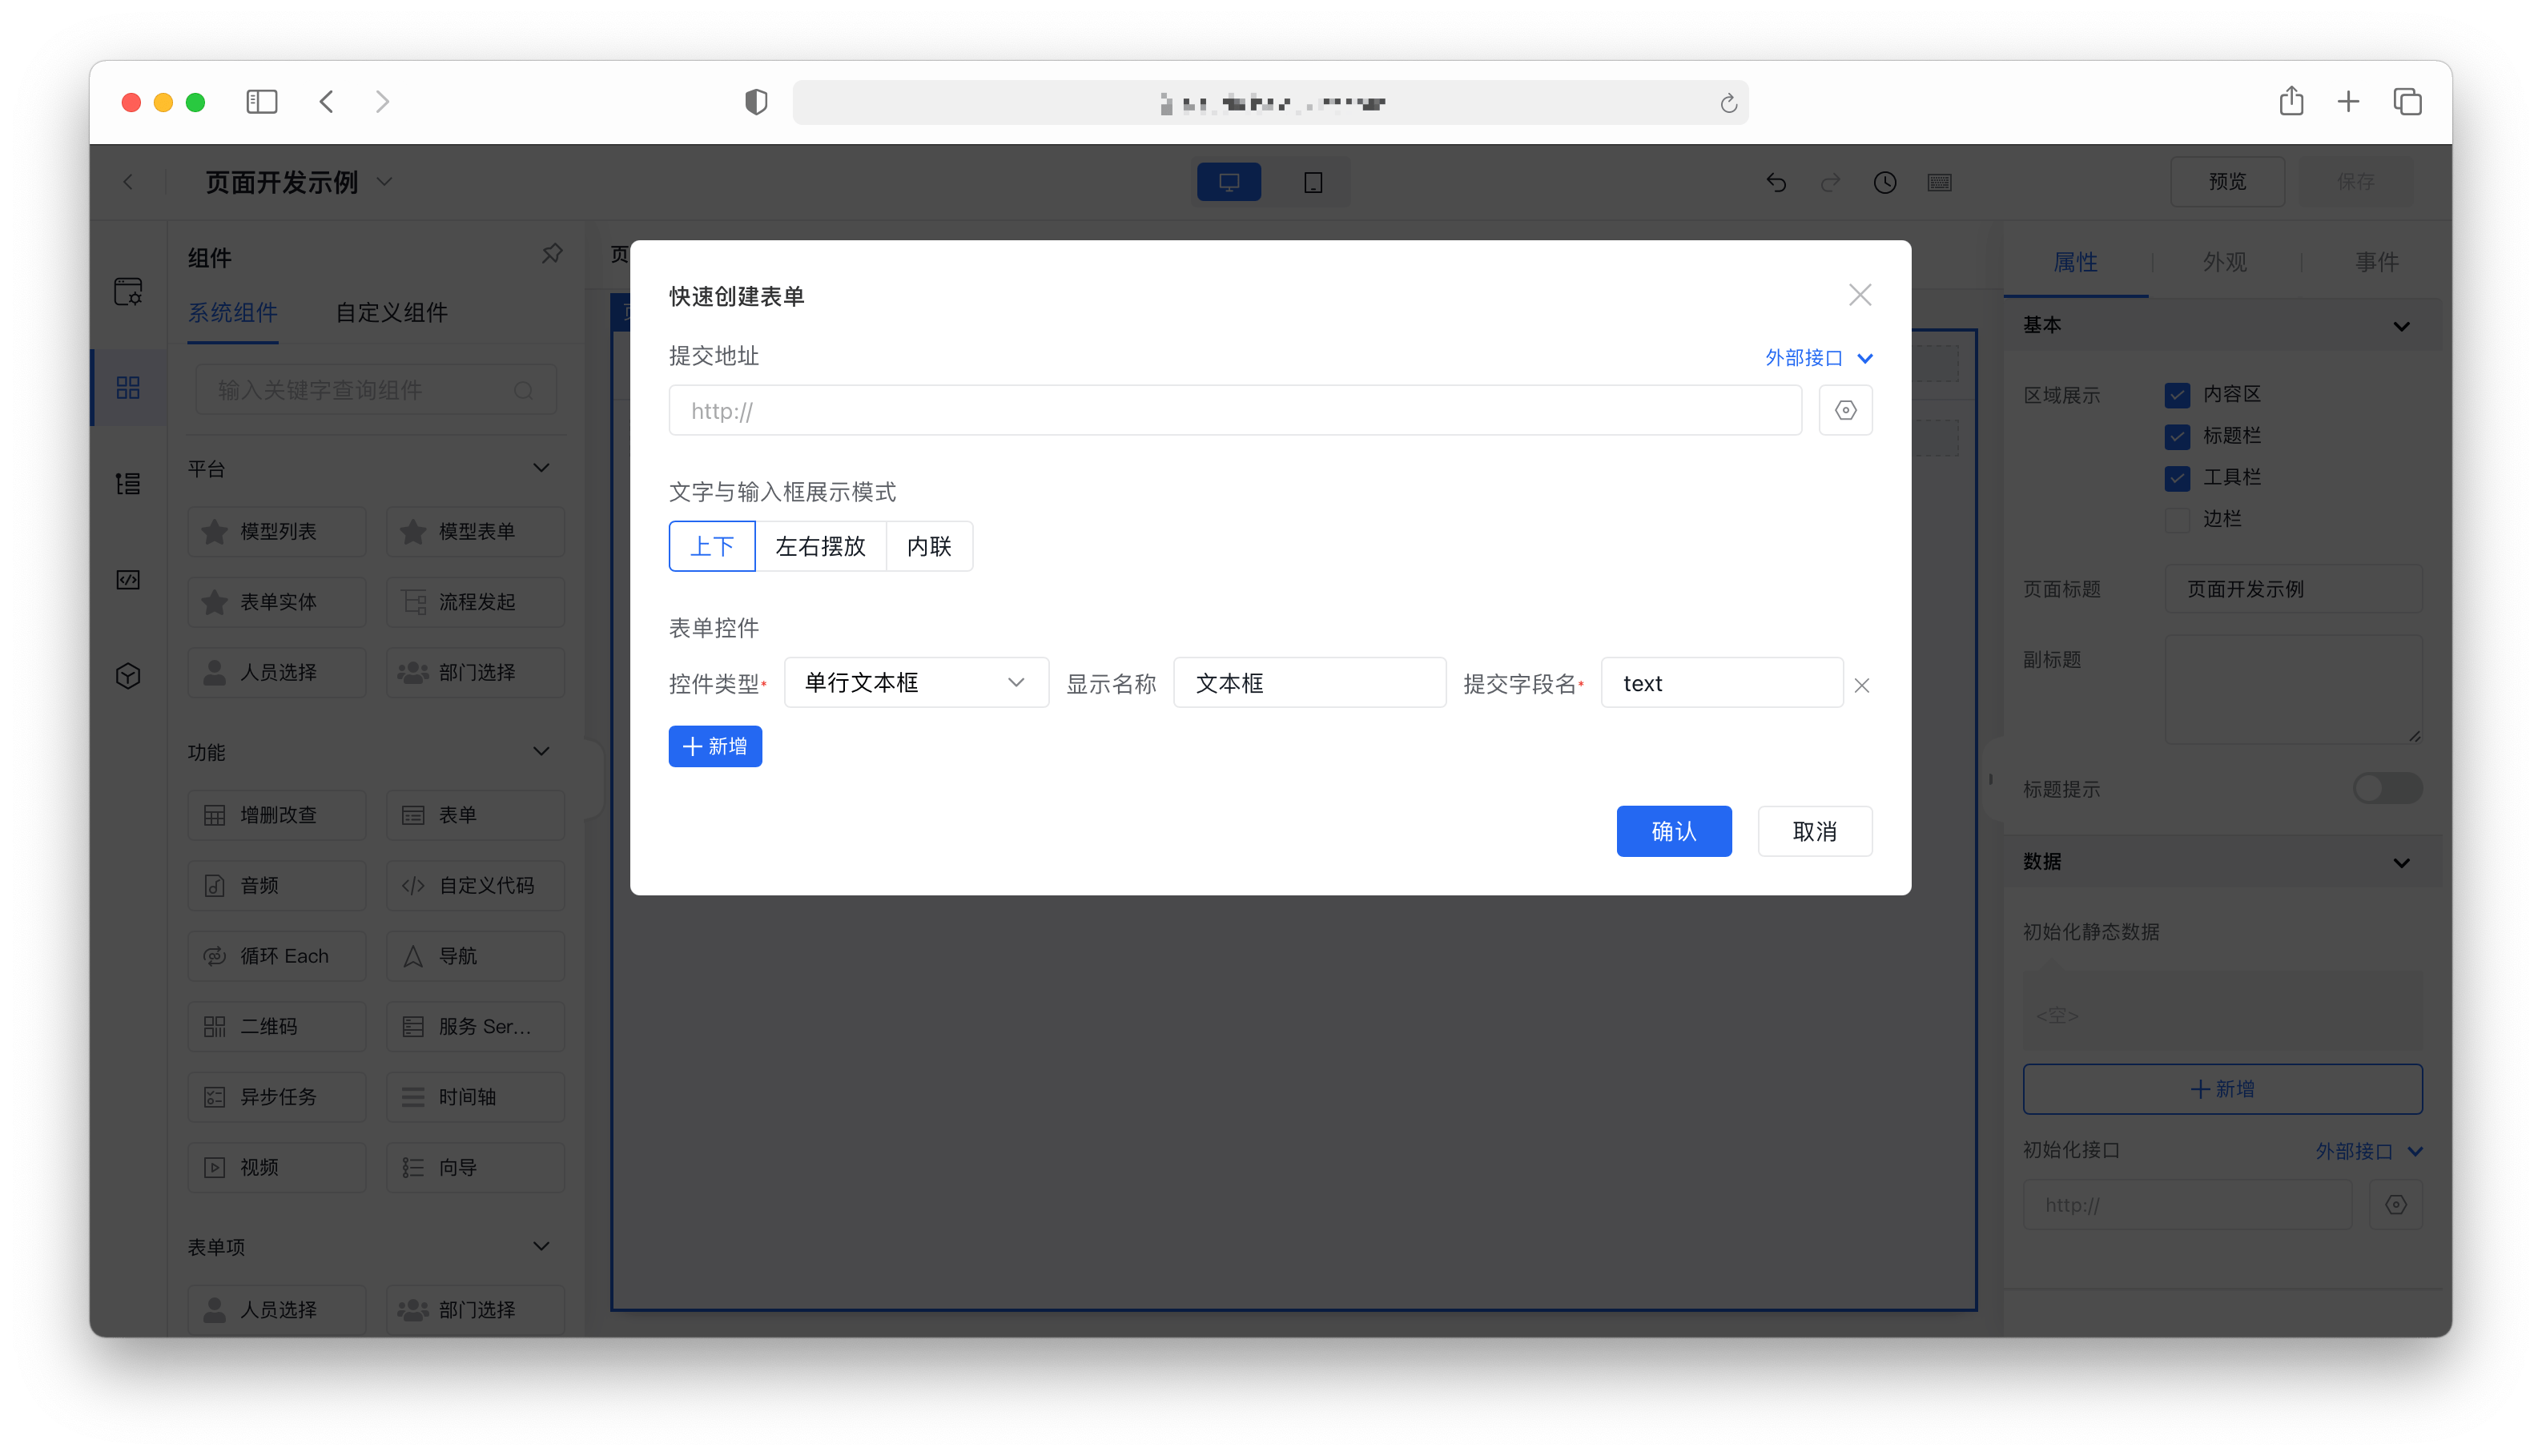 页面开发示例
预览
保存
组件
系统组件
自定义组件
输入关键字查询组件
平台
模型列表
模型表单
表单实体
流程发起
人员选择
部门选择
功能
增删改查
表单
音频
自定义代码
循环 Each
导航
二维码
服务 Ser...
异步任务
时间轴
视频
向导
表单项
人员选择
部门选择
页
快速创建表单
提交地址
外部接口
http://
文字与输入框展示模式
上下
左右摆放
内联
表单控件
控件类型*
单行文本框
显示名称
文本框
提交字段名*
text
新增
确认
取消
属性
外观
事件
基本
区域展示
内容区
标题栏
工具栏
边栏
页面标题
页面开发示例
副标题
标题提示
数据
初始化静态数据
<空>
新增
初始化接口
外部接口
http://